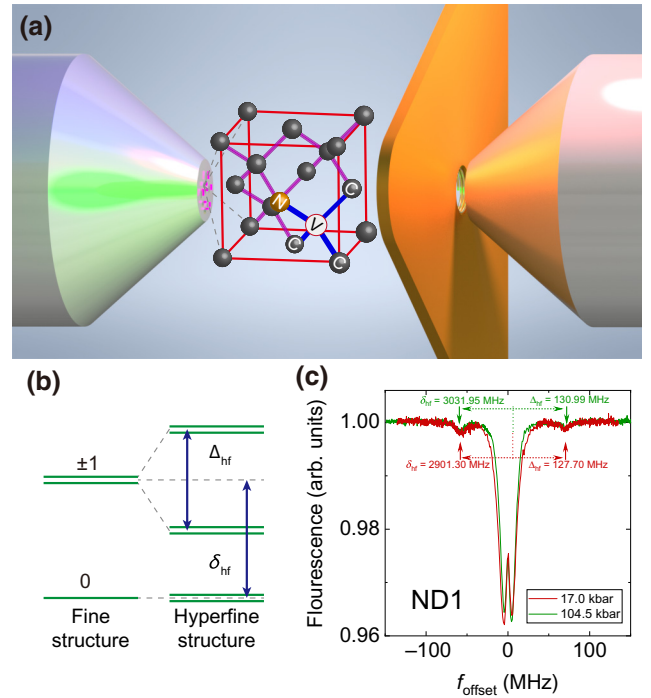 (a)
N
V
C
C
C
(b)
±1
0
Δhf
δhf
Fine
structure
Hyperfine
structure
(c)
δhf = 3031.95 MHz
Δhf = 130.99 MHz
δhf = 2901.30 MHz
Δhf = 127.70 MHz
1.00
0.98
0.96
Flourescence (arb. units)
ND1
17.0 kbar
104.5 kbar
−100
0
100
foffset (MHz)